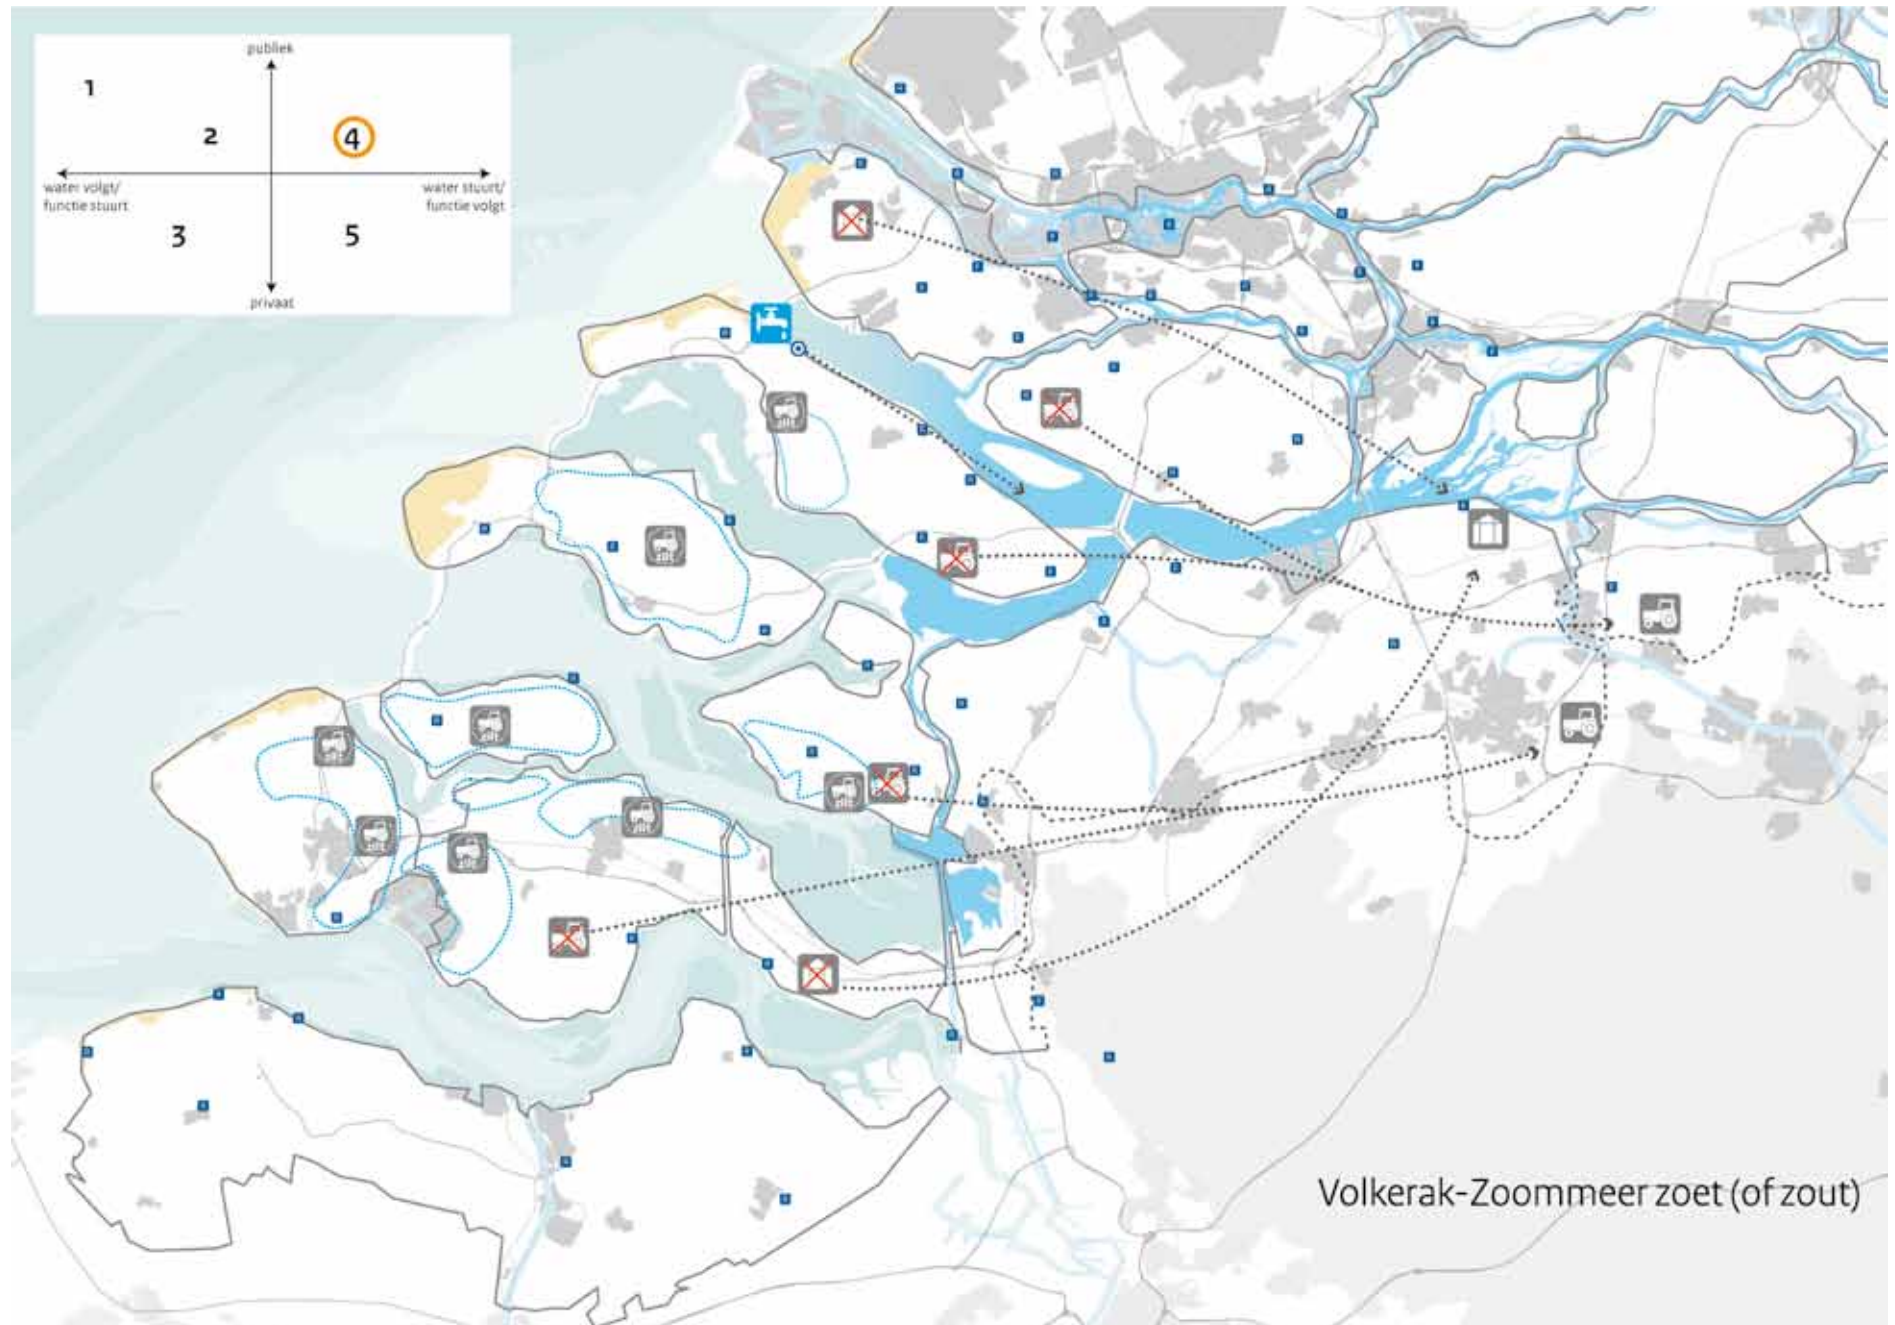 publiek
1
2
4
water volgt/
functie stuurt
water stuurt/
functie volgt
3
5
privaat
Volkerak-Zoommeer zoet (of zout)